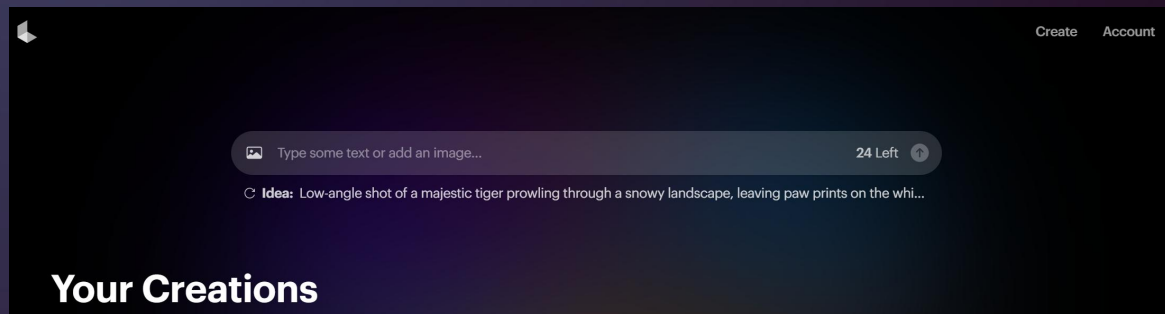 Create Account
Type some text or add an image... 24 Left
Idea: Low-angle shot of a majestic tiger prowling through a snowy landscape, leaving paw prints on the whi...
Your Creations